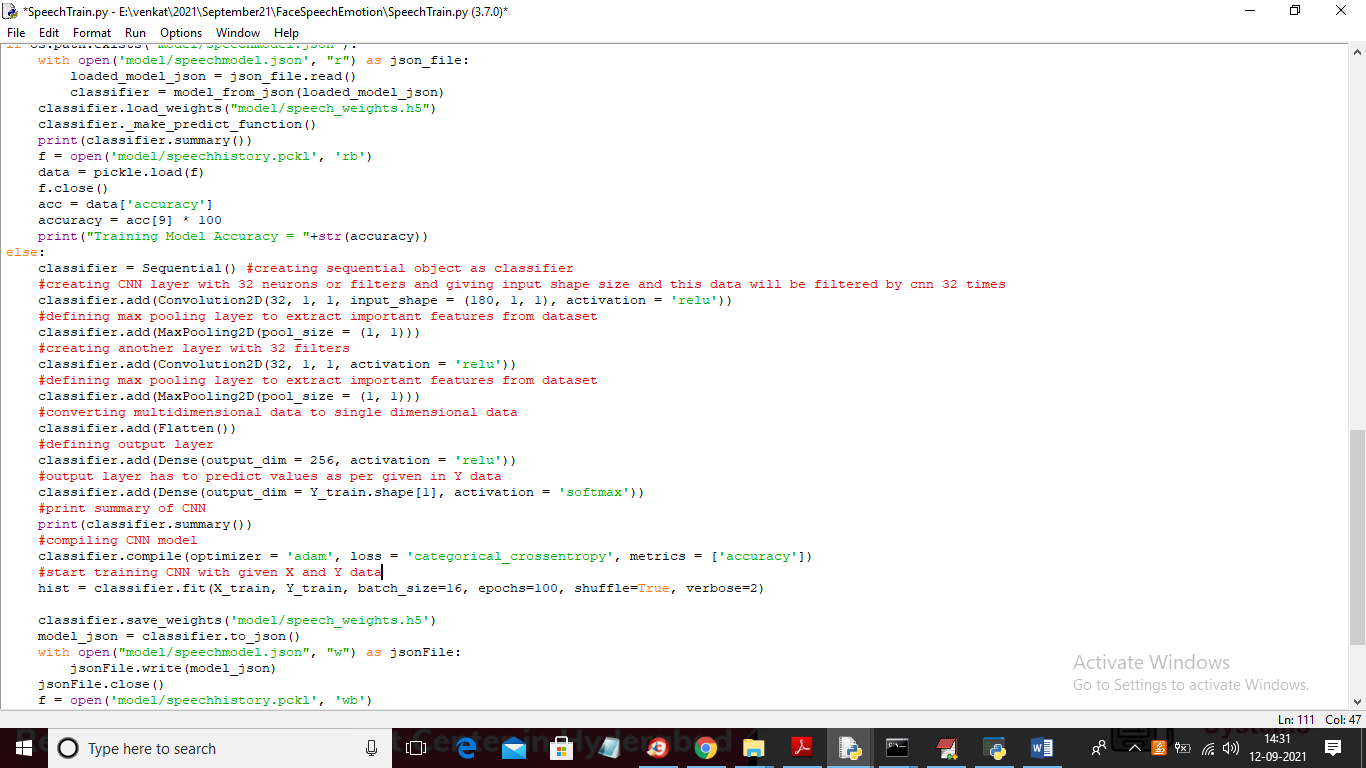 *SpeechTrain.py - E:\venkat\2021\September21\FaceSpeechEmotion\SpeechTrain.py (3.7.0)*
File Edit Format Run Options Window Help
if os.path.exists('model/speechmodel.json'):
    with open('model/speechmodel.json', "r") as json_file:
        loaded_model_json = json_file.read()
        classifier = model_from_json(loaded_model_json)
    classifier.load_weights("model/speech_weights.h5")
    classifier._make_predict_function()
    print(classifier.summary())
    f = open('model/speechhistory.pckl', 'rb')
    data = pickle.load(f)
    f.close()
    acc = data['accuracy']
    accuracy = acc[9] * 100
    print("Training Model Accuracy = "+str(accuracy))
else:
    classifier = Sequential() #creating sequential object as classifier
    #creating CNN layer with 32 neurons or filters and giving input shape size and this data will be filtered by cnn 32 times
    classifier.add(Convolution2D(32, 1, 1, input_shape = (180, 1, 1), activation = 'relu'))
    #defining max pooling layer to extract important features from dataset
    classifier.add(MaxPooling2D(pool_size = (1, 1)))
    #creating another layer with 32 filters
    classifier.add(Convolution2D(32, 1, 1, activation = 'relu'))
    #defining max pooling layer to extract important features from dataset
    classifier.add(MaxPooling2D(pool_size = (1, 1)))
    #converting multidimensional data to single dimensional data
    classifier.add(Flatten())
    #defining output layer
    classifier.add(Dense(output_dim = 256, activation = 'relu'))
    #output layer has to predict values as per given in Y data
    classifier.add(Dense(output_dim = Y_train.shape[1], activation = 'softmax'))
    #print summary of CNN
    print(classifier.summary())
    #compiling CNN model
    classifier.compile(optimizer = 'adam', loss = 'categorical_crossentropy', metrics = ['accuracy'])
    #start training CNN with given X and Y data
    hist = classifier.fit(X_train, Y_train, batch_size=16, epochs=100, shuffle=True, verbose=2)
    classifier.save_weights('model/speech_weights.h5')
    model_json = classifier.to_json()
    with open("model/speechmodel.json", "w") as jsonFile:
        jsonFile.write(model_json)
    jsonFile.close()
    f = open('model/speechhistory.pckl', 'wb')
Activate Windows
Go to Settings to activate Windows.
Ln: 111 Col: 47
Type here to search
14:31
12-09-2021